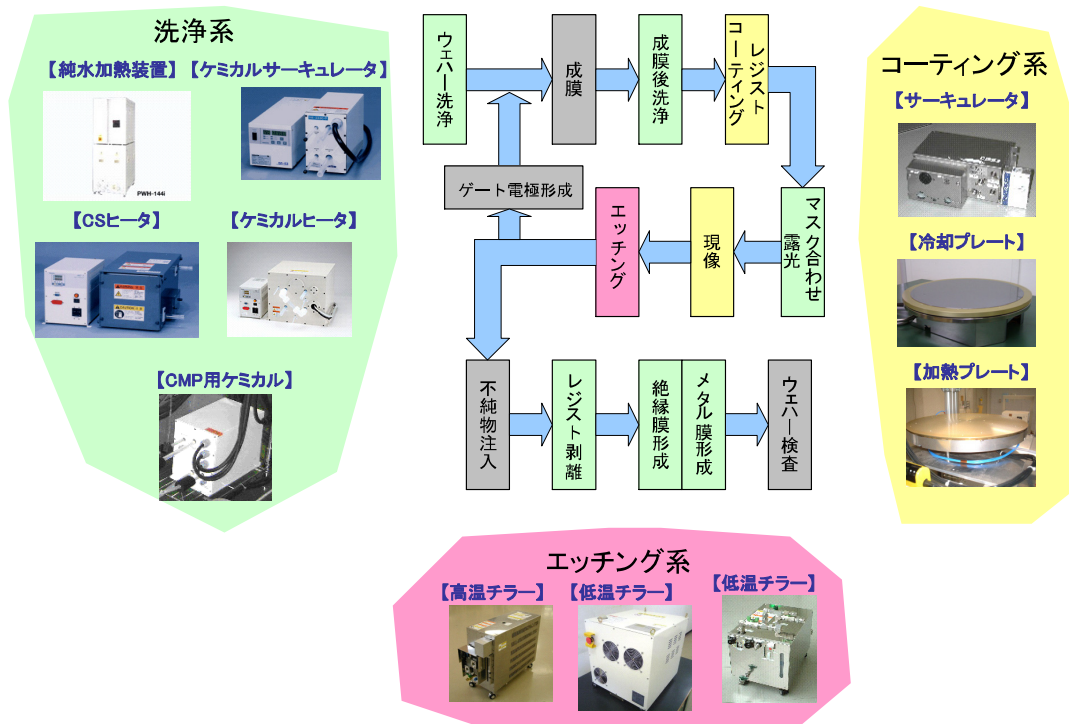 洗浄系
【純水加熱装置】
【ケミカルサーキュレータ】
PWH-144i
【CSヒータ】
【ケミカルヒータ】
【CMP用ケミカル】
ウェハー洗浄
成膜
成膜後洗浄
レジスト
コーティング
ゲート電極形成
エッチング
現像
マスク合わせ
露光
不純物注入
レジスト剥離
絶縁膜形成
メタル膜形成
ウェハー検査
コーティング系
【サーキュレータ】
【冷却プレート】
【加熱プレート】
エッチング系
【高温チラー】
【低温チラー】
【低温チラー】